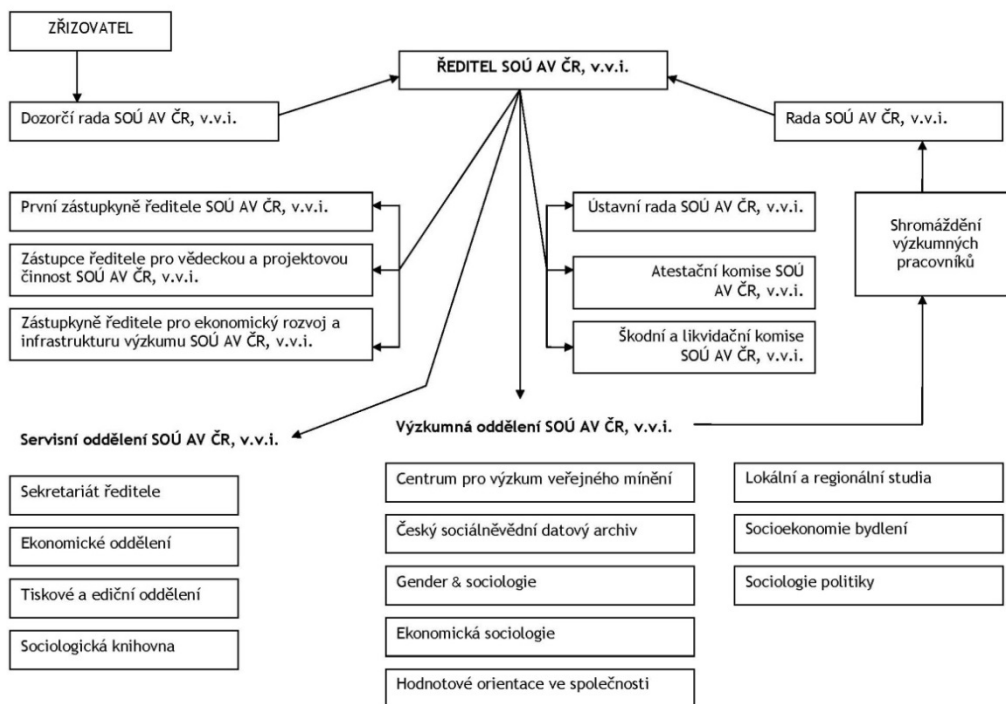 ZŘIZOVATEL
ŘEDITEL SOÚ AV ČR, v.v.i.
Dozorčí rada SOÚ AV ČR, v.v.i.
Rada SOÚ AV ČR, v.v.i.
První zástupkyně ředitele SOÚ AV ČR, v.v.i.
Zástupce ředitele pro vědeckou a projektovou
činnost SOÚ AV ČR, v.v.i.
Zástupkyně ředitele pro ekonomický rozvoj a
infrastrukturu výzkumu SOÚ AV ČR, v.v.i.
Ústavní rada SOÚ AV ČR, v.v.i.
Atestační komise SOÚ
AV ČR, v.v.i.
Škodní a likvidační komise
SOÚ AV ČR, v.v.i.
Shromáždění
výzkumných
pracovníků
Servisní oddělení SOÚ AV ČR, v.v.i.
Sekretariát ředitele
Ekonomické oddělení
Tiskové a ediční oddělení
Sociologická knihovna
Výzkumná oddělení SOÚ AV ČR, v.v.i.
Centrum pro výzkum veřejného mínění
Český sociálněvědní datový archiv
Gender & sociologie
Ekonomická sociologie
Hodnotové orientace ve společnosti
Lokální a regionální studia
Socioekonomie bydlení
Sociologie politiky